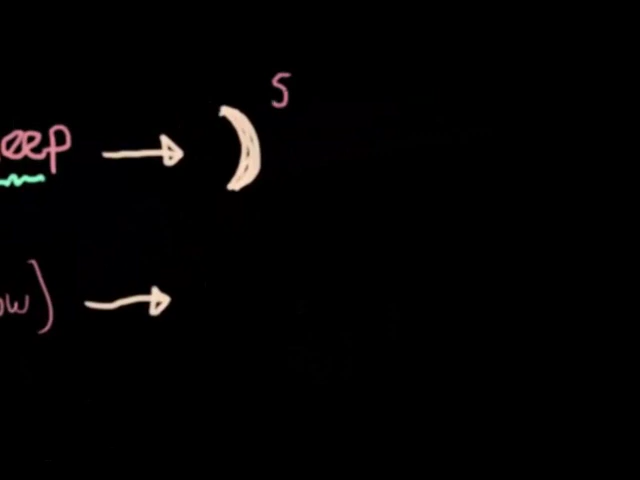 eep → S
ow) →